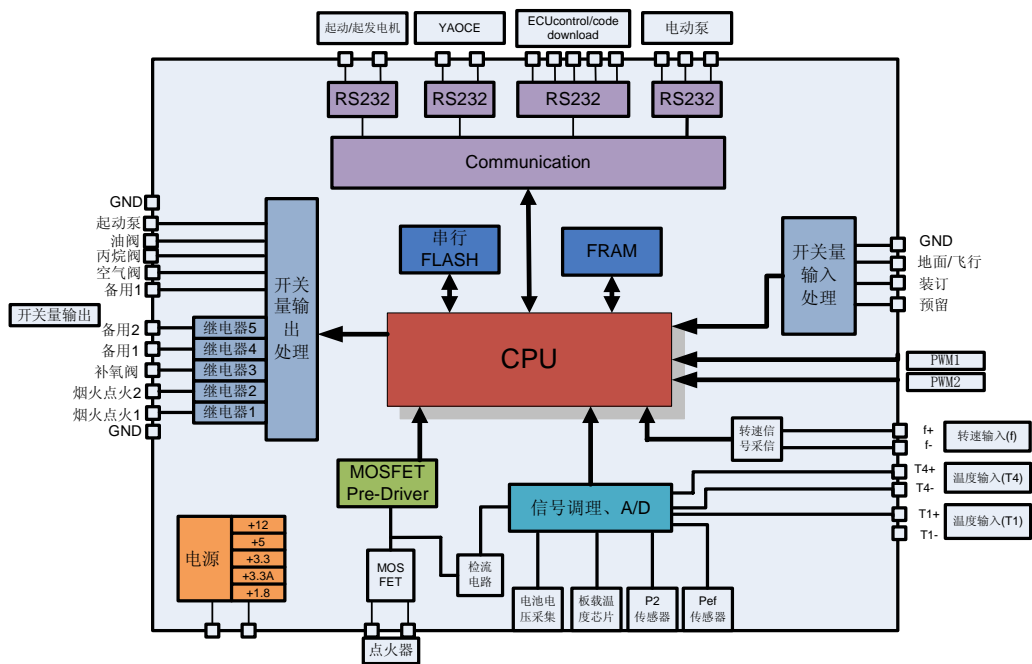 起动/起发电机
YAOCE
ECUcontrol/code
download
电动泵
RS232
RS232
RS232
RS232
Communication
GND
起动泵
油阀
丙烷阀
空气阀
备用1
开关量输出
备用2
备用1
补氧阀
烟火点火2
烟火点火1
GND
继电器5
继电器4
继电器3
继电器2
继电器1
开关
量输
出
处理
串行
FLASH
FRAM
CPU
开关量
输入
处理
GND
地面/飞行
装订
预留
PWM1
PWM2
转速信
号采信
f+
f-
转速输入(f)
T4+
T4-
温度输入(T4)
T1+
T1-
温度输入(T1)
MOSFET
Pre-Driver
信号调理、A/D
电源
+12
+5
+3.3
+3.3A
+1.8
MOS
FET
检流
电路
电池电
压采集
板载温
度芯片
P2
传感器
Pef
传感器
点火器